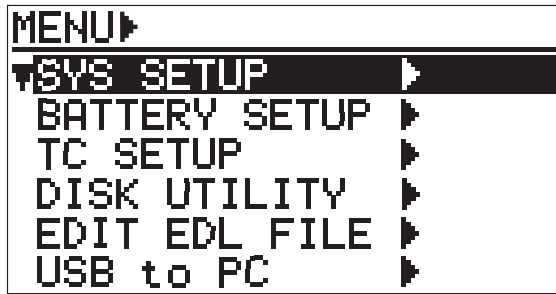 MENU▶
▼SYS SETUP ▶
BATTERY SETUP ▶
TC SETUP ▶
DISK UTILITY ▶
EDIT EDL FILE ▶
USB to PC ▶